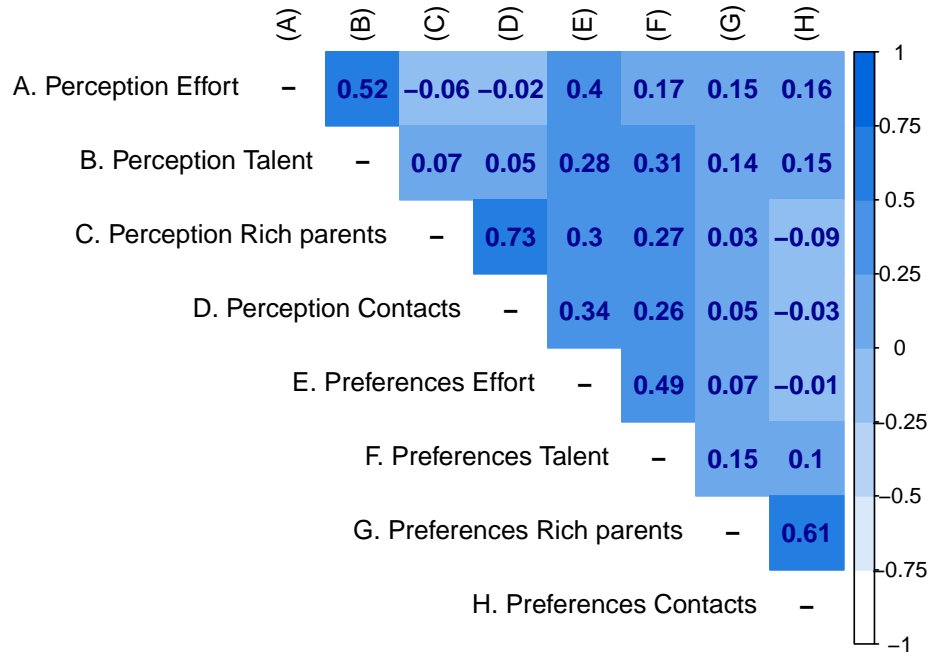 (A) (B) (C) (D) (E) (F) (G) (H)
A. Perception Effort – 0.52 −0.06 −0.02 0.4 0.17 0.15 0.16
B. Perception Talent – 0.07 0.05 0.28 0.31 0.14 0.15
C. Perception Rich parents – 0.73 0.3 0.27 0.03 −0.09
D. Perception Contacts – 0.34 0.26 0.05 −0.03
E. Preferences Effort – 0.49 0.07 −0.01
F. Preferences Talent – 0.15 0.1
G. Preferences Rich parents – 0.61
H. Preferences Contacts –
1
0.75
0.5
0.25
0
−0.25
−0.5
−0.75
−1